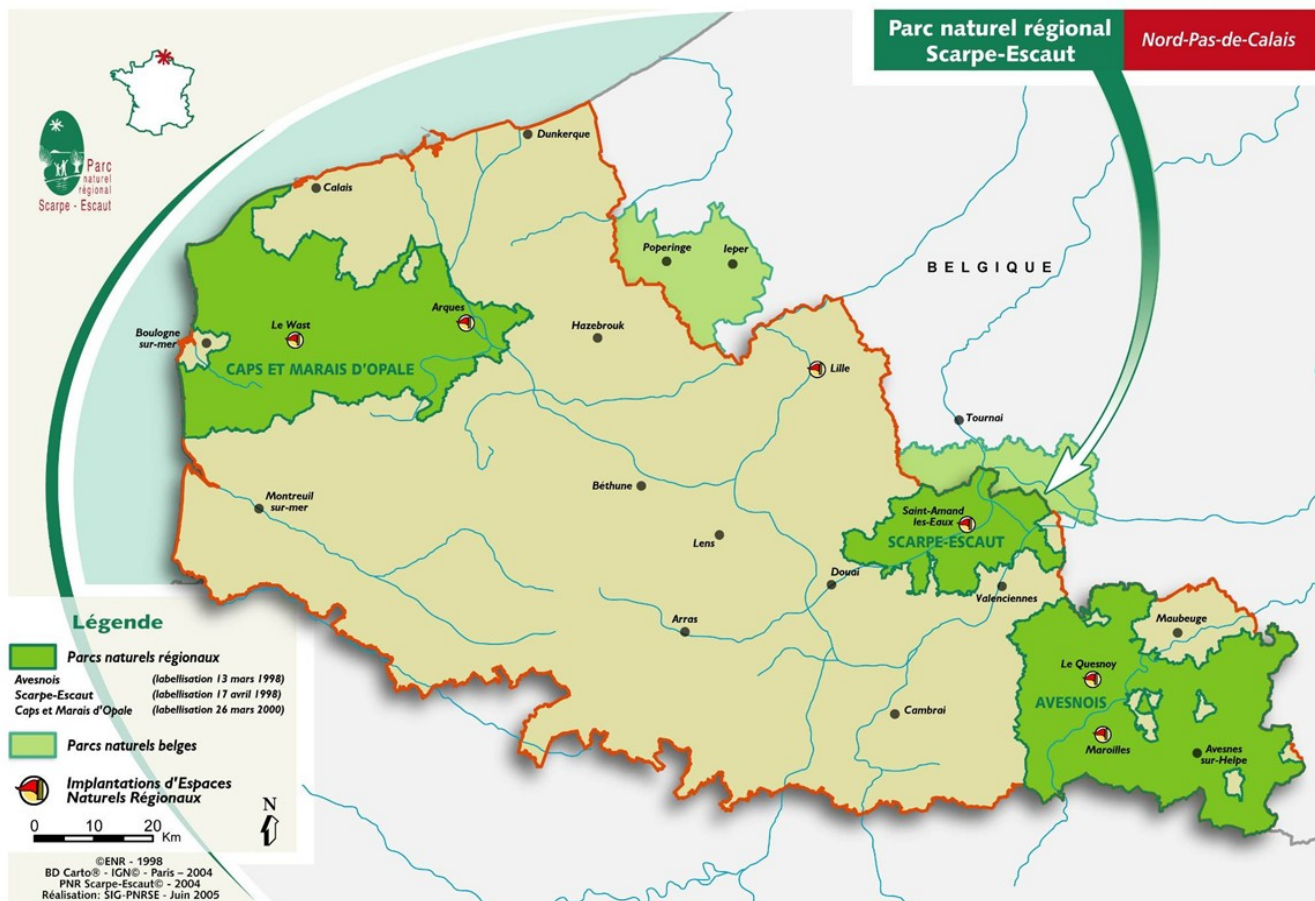 Parc naturel régional
Scarpe-Escaut
Nord-Pas-de-Calais
Parc
naturel
régional
Scarpe - Escaut
Dunkerque
Calais
Poperinge
Ieper
BELGIQUE
Arques
Le Wast
Boulogne
sur-mer
Hazebrouk
CAPS ET MARAIS D'OPALE
Lille
Tournai
Béthune
Montreuil
sur-mer
Saint-Amand
les-Eaux
SCARPE-ESCAUT
Lens
Douai
Valenciennes
Arras
Maubeuge
Le Quesnoy
AVESNOIS
Cambrai
Maroilles
Avesnes
sur-Helpe
Légende
Parcs naturels régionaux
Avesnois (labellisation 13 mars 1998)
Scarpe-Escaut (labellisation 17 avril 1998)
Caps et Marais d'Opale (labellisation 26 mars 2000)
Parcs naturels belges
Implantations d'Espaces
Naturels Régionaux
N
0 10 20 Km
©ENR - 1998
BD Carto® - IGN© - Paris – 2004
PNR Scarpe-Escaut© - 2004
Réalisation: SIG-PNRSE - Juin 2005